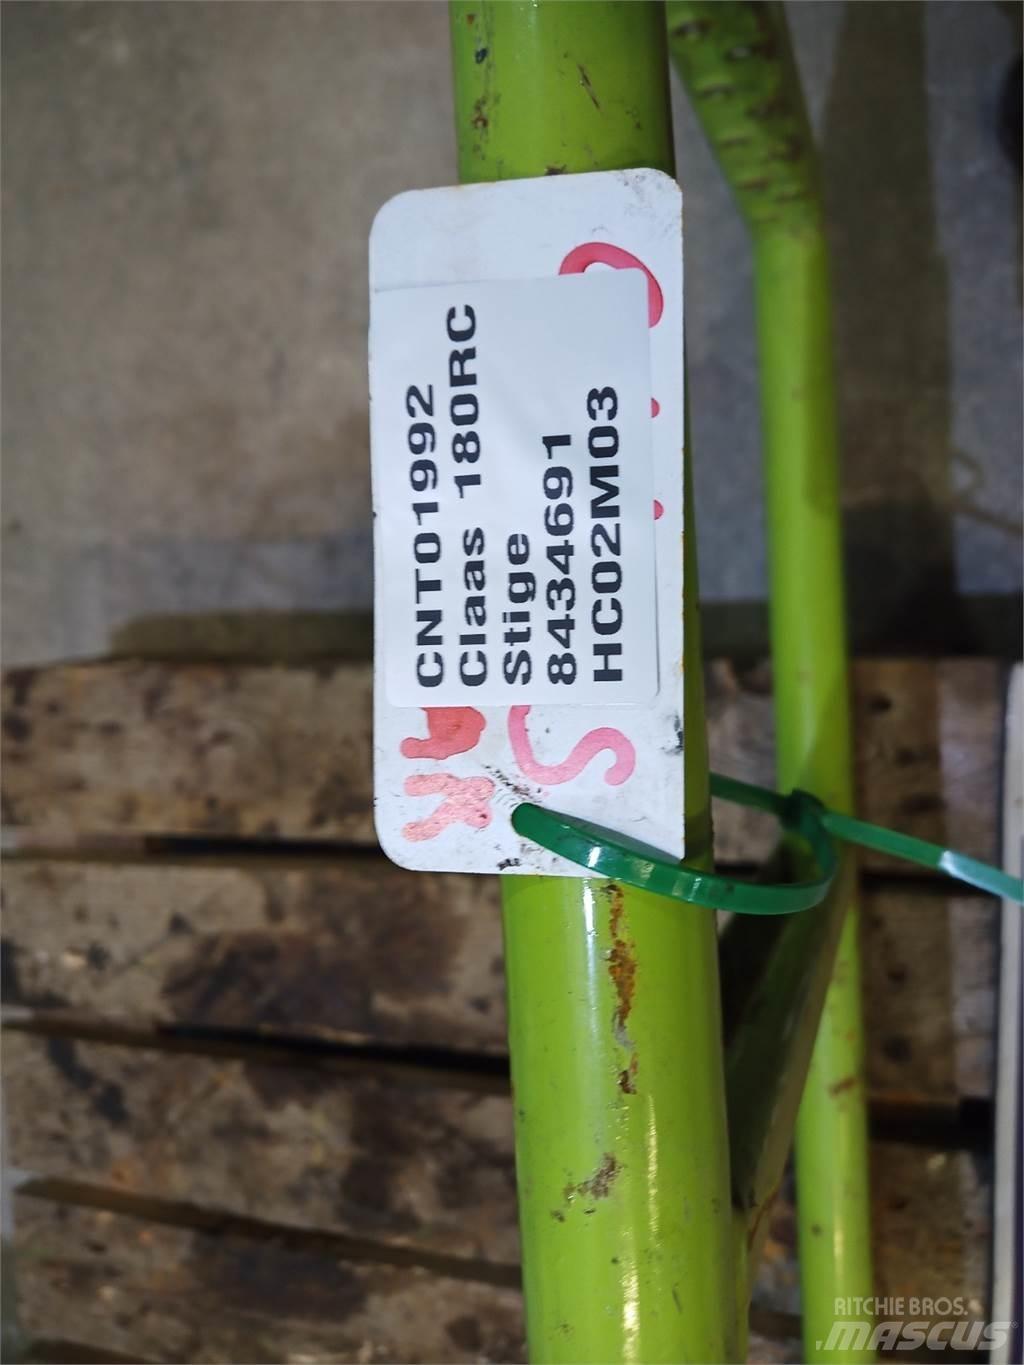 CNT01992
Claas 180RC
Stige
8434691
HC02M03
RITCHIE BROS.
MASCUS